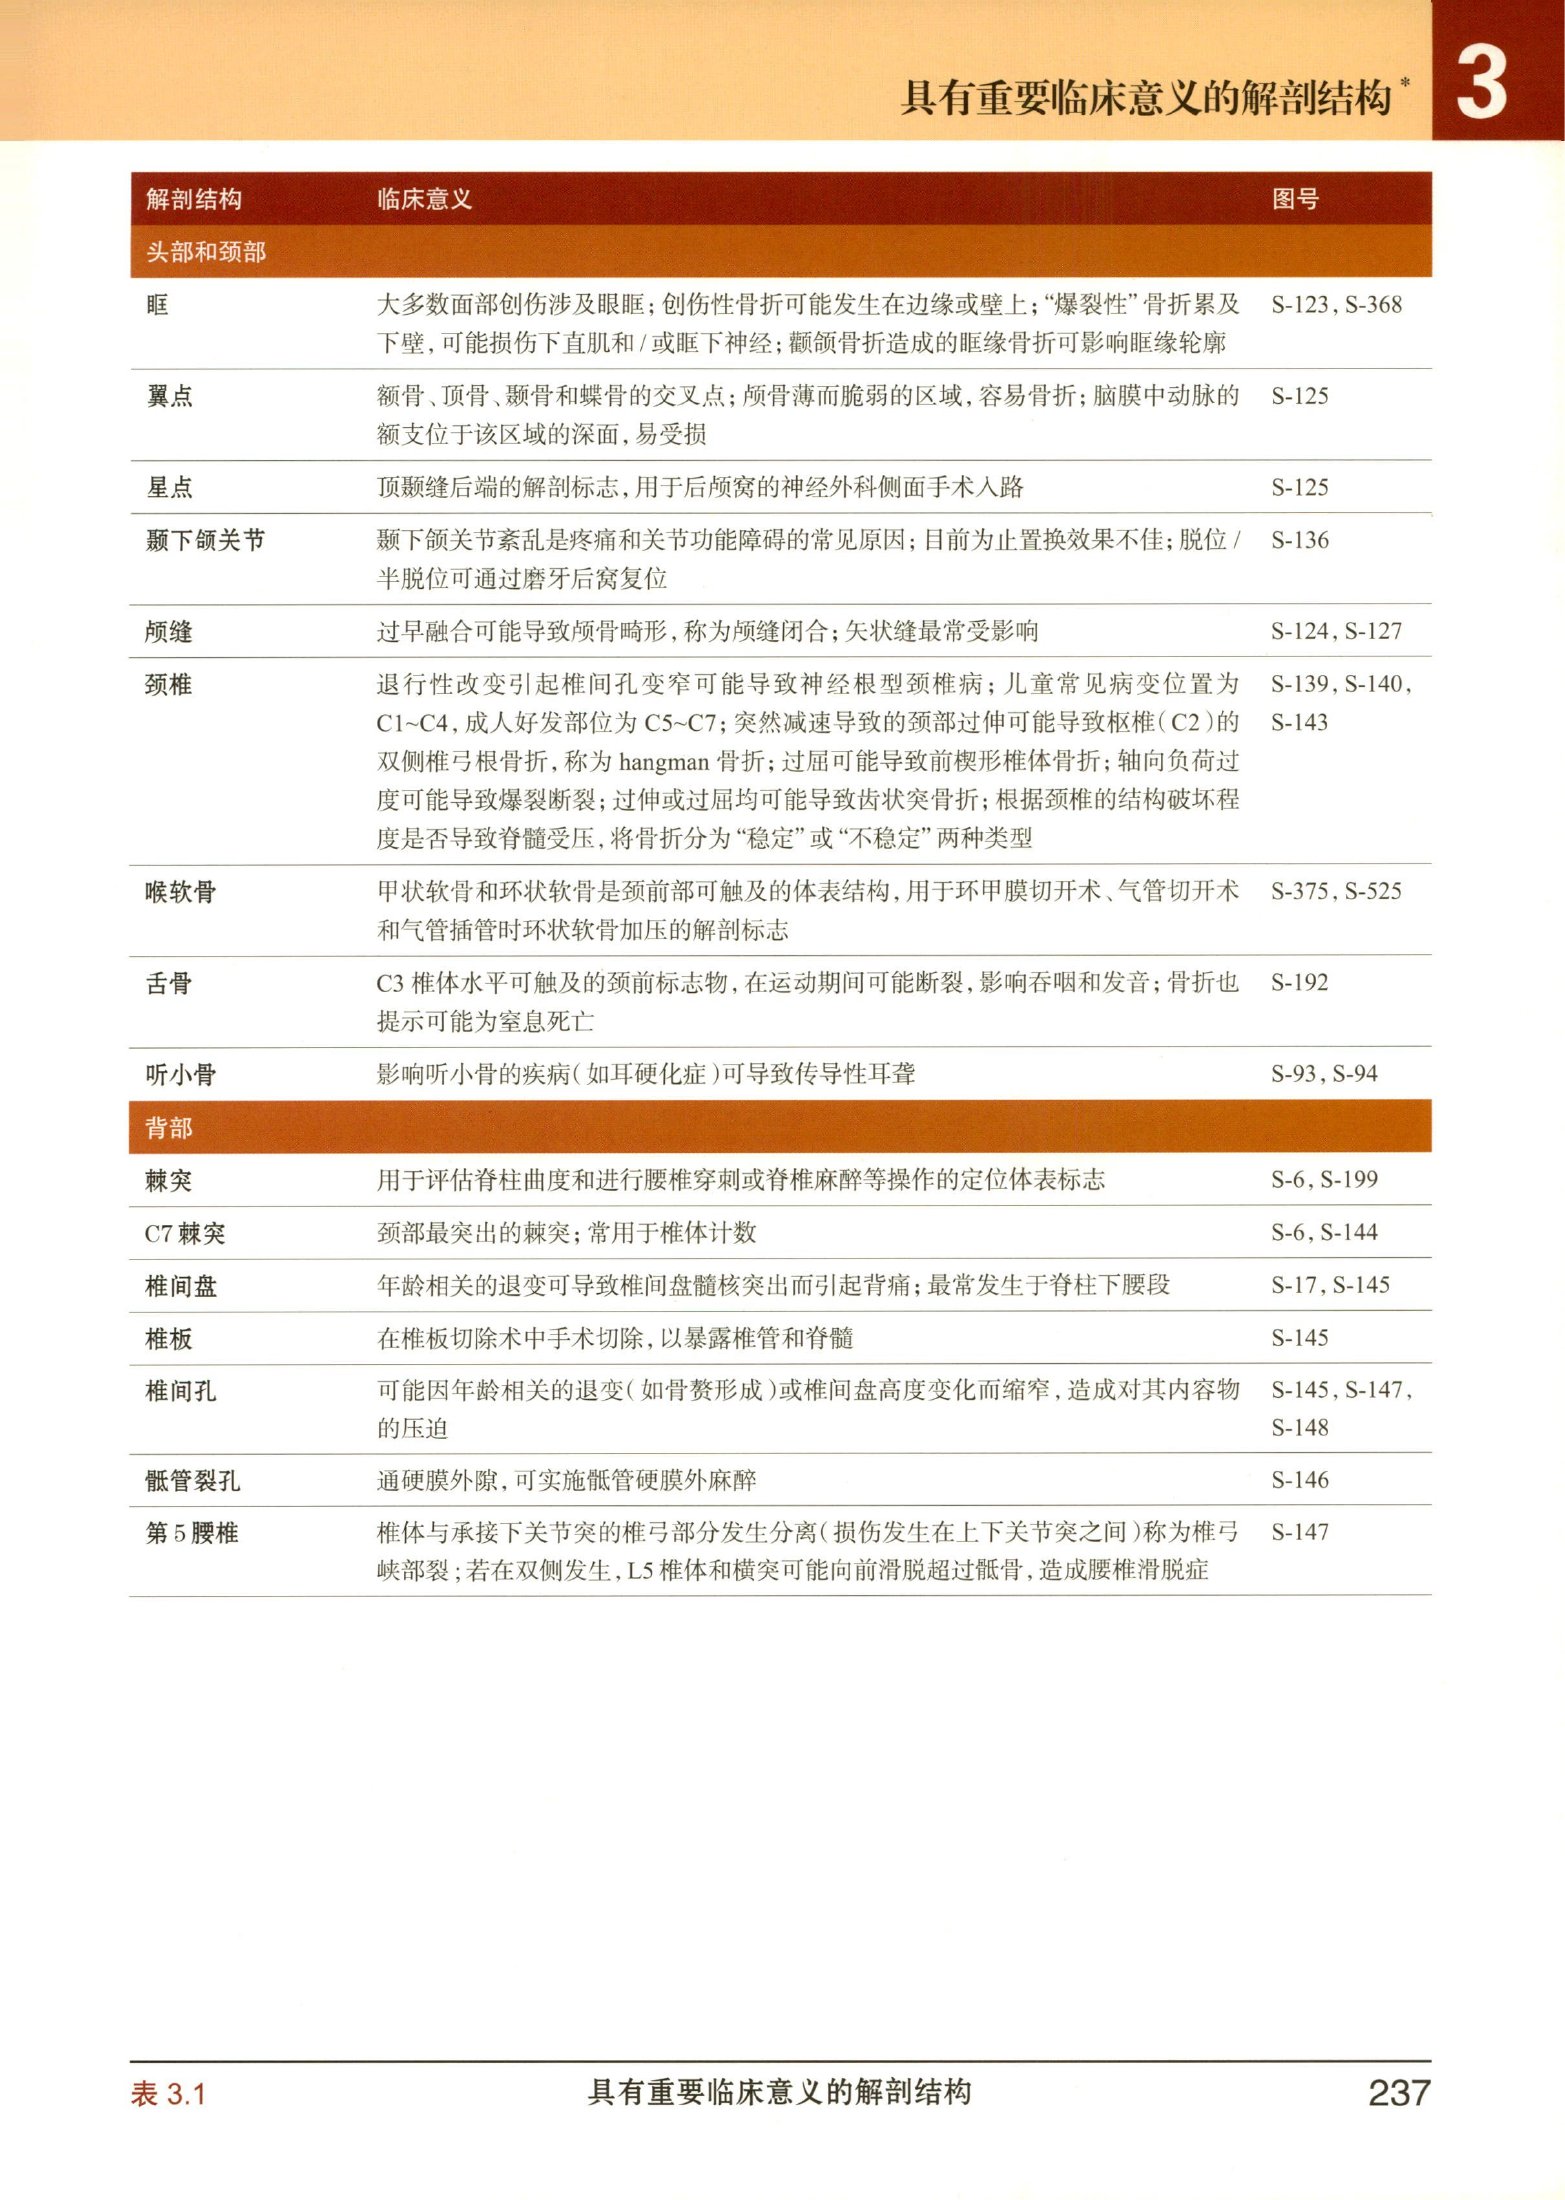 具有重要临床意义的解剖结构*
3
解剖结构 临床意义 图号
头部和颈部
眶 大多数面部创伤涉及眼眶；创伤性骨折可能发生在边缘或壁上；“爆裂性”骨折累及 S-123, S-368
下壁，可能损伤下直肌和/或眶下神经；颧颌骨折造成的眶缘骨折可影响眶缘轮廓
翼点 额骨、顶骨、颞骨和蝶骨的交叉点；颅骨薄而脆弱的区域，容易骨折；脑膜中动脉的 S-125
额支位于该区域的深面，易受损
星点 顶颞缝后端的解剖标志，用于后颅窝的神经外科侧面手术入路 S-125
颞下颌关节 颞下颌关节紊乱是疼痛和关节功能障碍的常见原因；目前为止置换效果不佳；脱位/ S-136
半脱位可通过磨牙后窝复位
颅缝 过早融合可能导致颅骨畸形，称为颅缝闭合；矢状缝最常受影响 S-124, S-127
颈椎 退行性改变引起椎间孔变窄可能导致神经根型颈椎病；儿童常见病变位置为 S-139, S-140,
C1~C4，成人好发部位为 C5~C7；突然减速导致的颈部过伸可能导致枢椎（C2）的 S-143
双侧椎弓根骨折，称为 hangman 骨折；过屈可能导致前楔形椎体骨折；轴向负荷过
度可能导致爆裂断裂；过伸或过屈均可能导致齿状突骨折；根据颈椎的结构破坏程
度是否导致脊髓受压，将骨折分为“稳定”或“不稳定”两种类型
喉软骨 甲状软骨和环状软骨是颈前部可触及的体表结构，用于环甲膜切开术、气管切开术 S-375, S-525
和气管插管时环状软骨加压的解剖标志
舌骨 C3 椎体水平可触及的颈前标志物，在运动期间可能断裂，影响吞咽和发音；骨折也 S-192
提示可能为窒息死亡
听小骨 影响听小骨的疾病（如耳硬化症）可导致传导性耳聋 S-93, S-94
背部
棘突 用于评估脊柱曲度和进行腰椎穿刺或脊椎麻醉等操作的定位体表标志 S-6, S-199
C7棘突 颈部最突出的棘突；常用于椎体计数 S-6, S-144
椎间盘 年龄相关的退变可导致椎间盘髓核突出而引起背痛；最常发生于脊柱下腰段 S-17, S-145
椎板 在椎板切除术中手术切除，以暴露椎管和脊髓 S-145
椎间孔 可能因年龄相关的退变（如骨赘形成）或椎间盘高度变化而缩窄，造成对其内容物 S-145, S-147,
的压迫 S-148
骶管裂孔 通硬膜外隙，可实施骶管硬膜外麻醉 S-146
第5腰椎 椎体与承接下关节突的椎弓部分发生分离（损伤发生在上下关节突之间）称为椎弓 S-147
峡部裂；若在双侧发生，L5 椎体和横突可能向前滑脱超过骶骨，造成腰椎滑脱症
表 3.1 具有重要临床意义的解剖结构 237